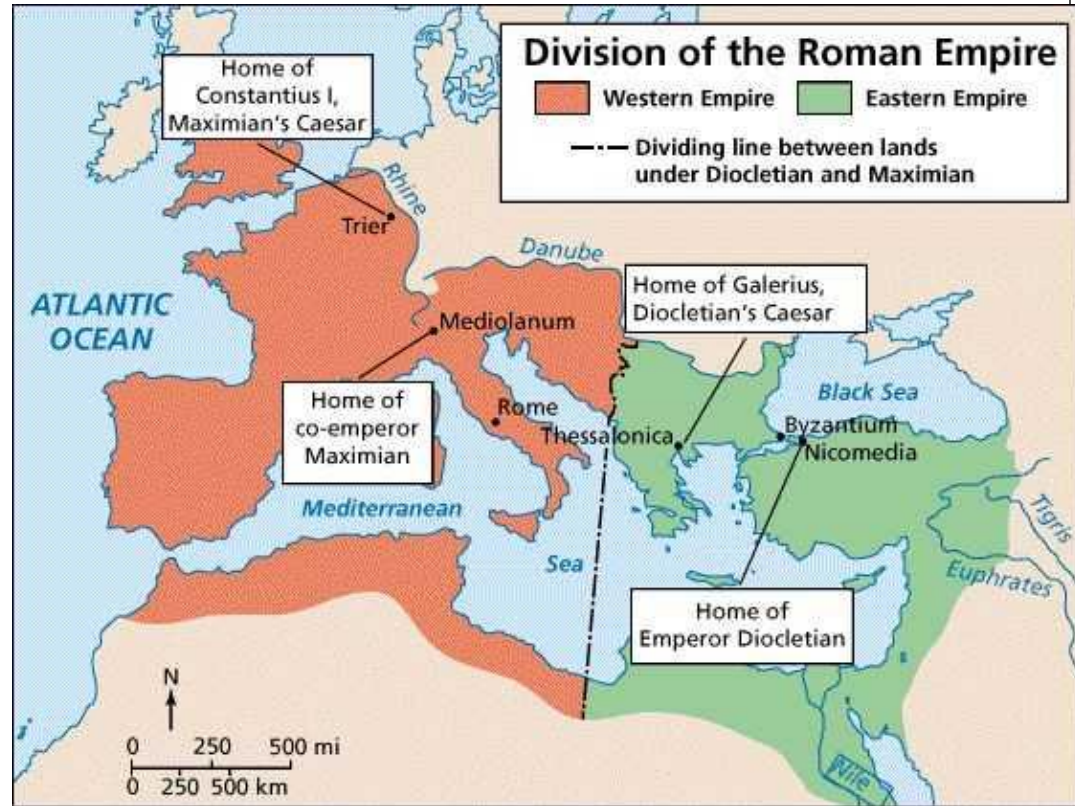 Division of the Roman Empire
Western Empire
Eastern Empire
Dividing line between lands
under Diocletian and Maximian
Home of
Constantius I,
Maximian's Caesar
Rhine
Trier
Danube
Home of Galerius,
Diocletian's Caesar
ATLANTIC
OCEAN
Mediolanum
Black Sea
Home of
co-emperor
Maximian
Rome
Thessalonica
Byzantium
Nicomedia
Mediterranean
Sea
Tigris
Euphrates
Home of
Emperor Diocletian
N
0 250 500 mi
0 250 500 km
Nile